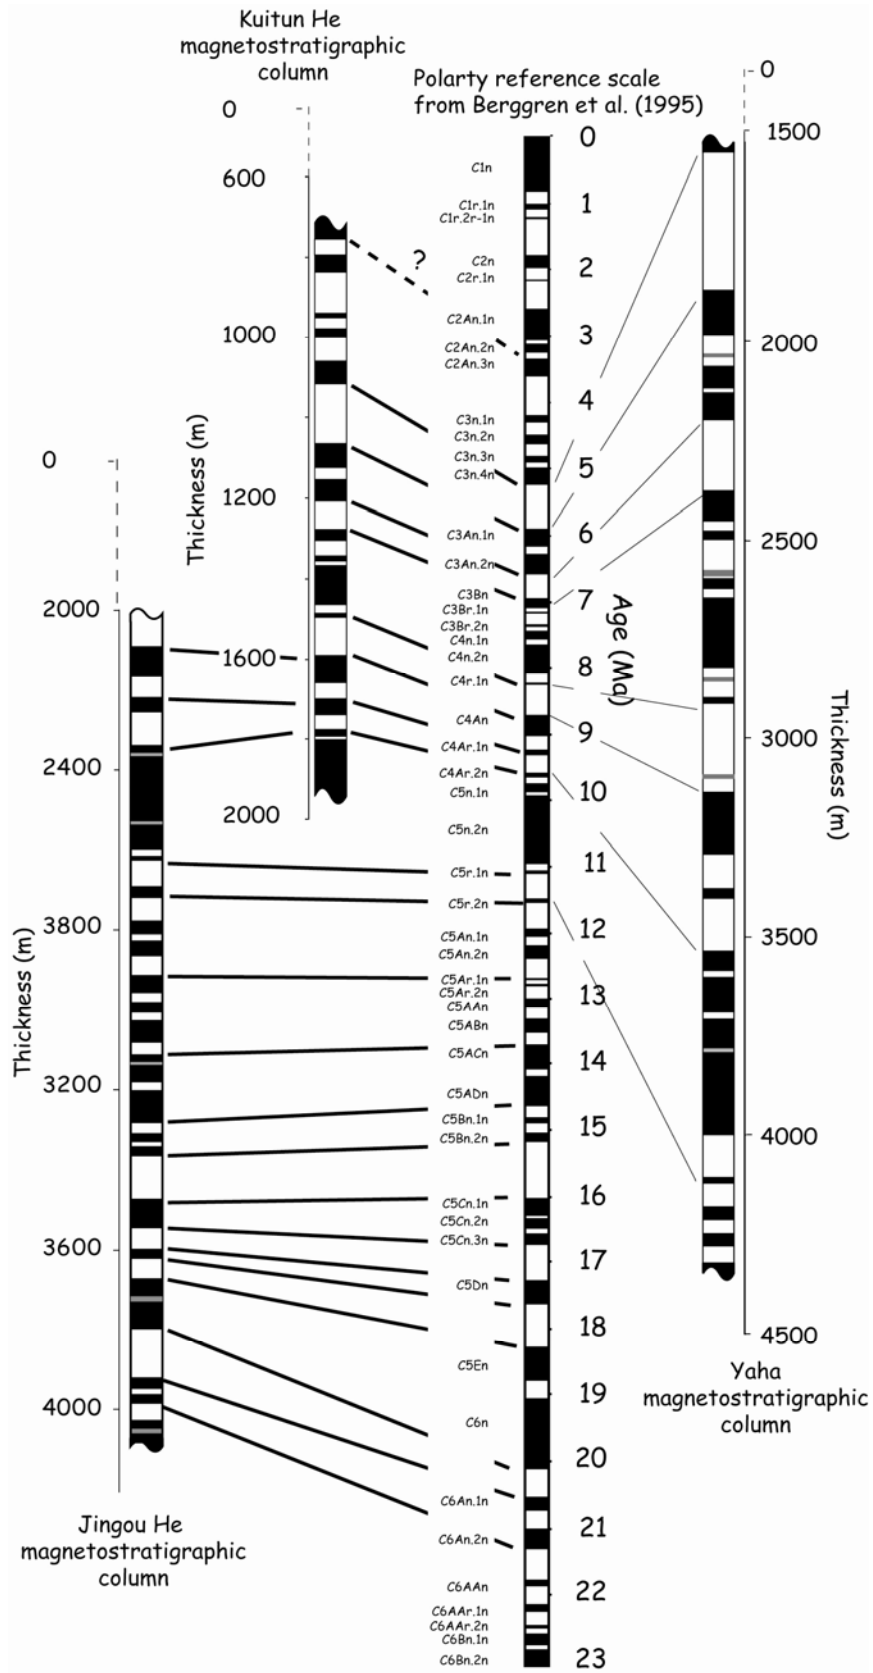 Kuitun He
magnetostratigraphic
column
0
600
1000
1200
1600
2000
Thickness (m)
Polarty reference scale
from Berggren et al. (1995)
C1n
C1r.1n
C1r.2r-1n
C2n
C2r.1n
C2An.1n
C2An.2n
C2An.3n
C3n.1n
C3n.2n
C3n.3n
C3n.4n
C3An.1n
C3An.2n
C3Bn
C3Br.1n
C3Br.2n
C4n.1n
C4n.2n
C4r.1n
C4An
C4Ar.1n
C4Ar.2n
C5n.1n
C5n.2n
C5r.1n
C5r.2n
C5An.1n
C5An.2n
C5Ar.1n
C5Ar.2n
C5AAn
C5ABn
C5ACn
C5ADn
C5Bn.1n
C5Bn.2n
C5Cn.1n
C5Cn.2n
C5Cn.3n
C5Dn
C5En
C6n
C6An.1n
C6An.2n
C6AAn
C6AAr.1n
C6AAr.2n
C6Bn.1n
C6Bn.2n
?
0
1
2
3
4
5
6
7
8
9
10
11
12
13
14
15
16
17
18
19
20
21
22
23
Age (Ma)
0
1500
2000
2500
3000
3500
4000
4500
Thickness (m)
Yaha
magnetostratigraphic
column
0
2000
2400
3800
3200
3600
4000
Thickness (m)
Jingou He
magnetostratigraphic
column